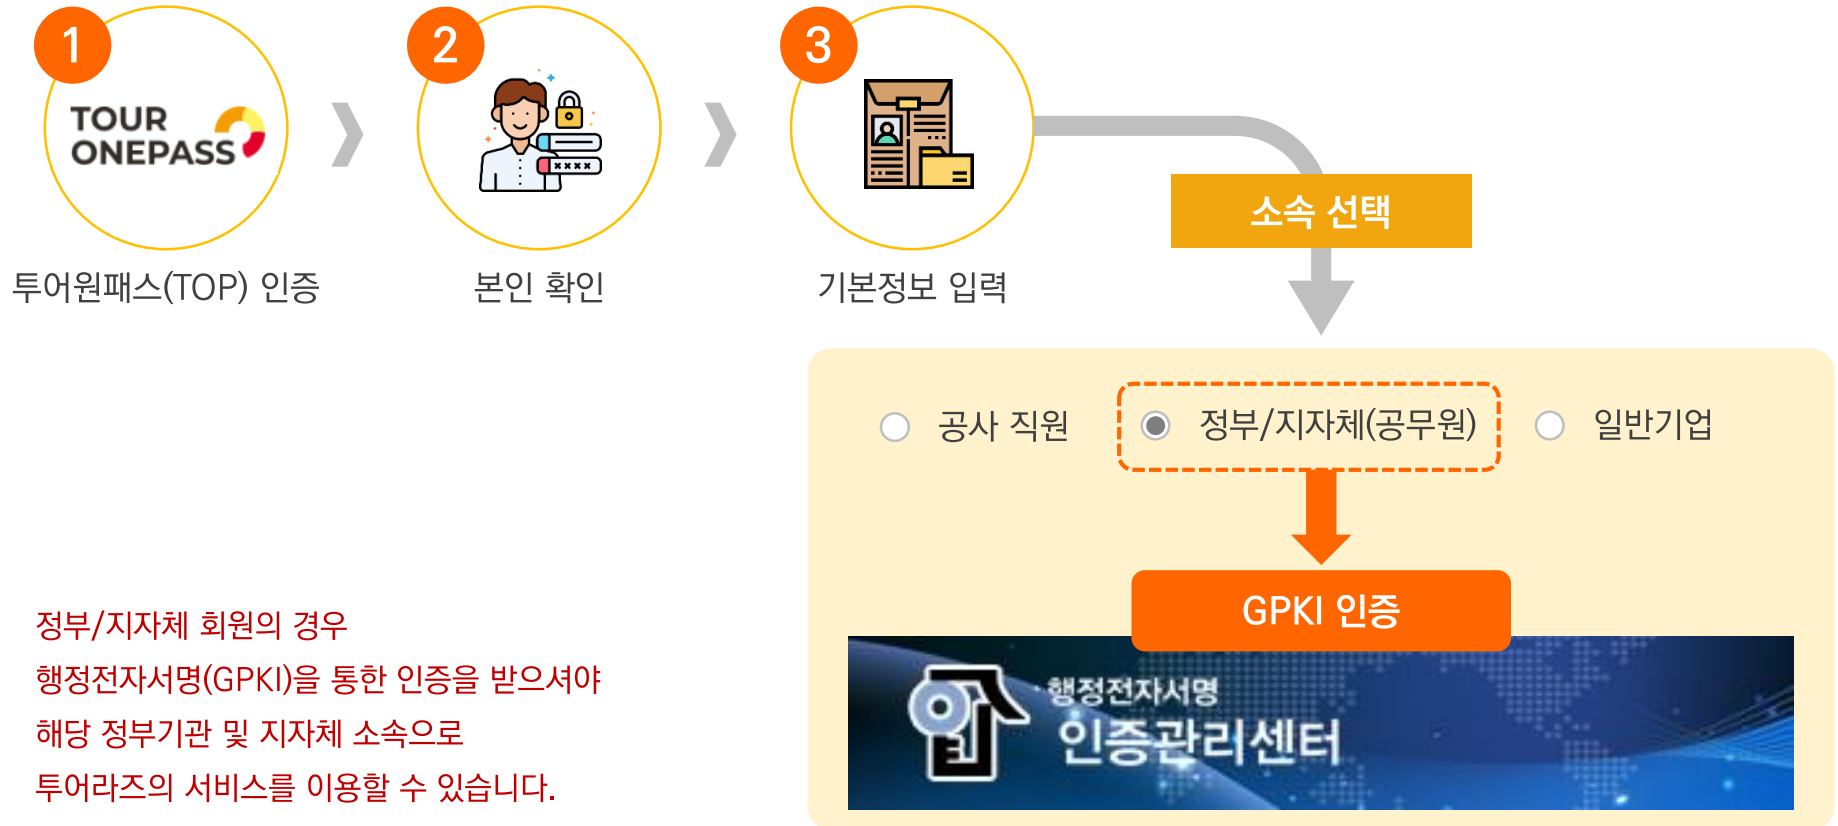 1
TOUR
ONEPASS
투어원패스(TOP) 인증
2
본인 확인
3
기본정보 입력
소속 선택
공사 직원
정부/지자체(공무원)
일반기업
GPKI 인증
행정전자서명
인증관리센터
정부/지자체 회원의 경우
행정전자서명(GPKI)을 통한 인증을 받으셔야
해당 정부기관 및 지자체 소속으로
투어라즈의 서비스를 이용할 수 있습니다.